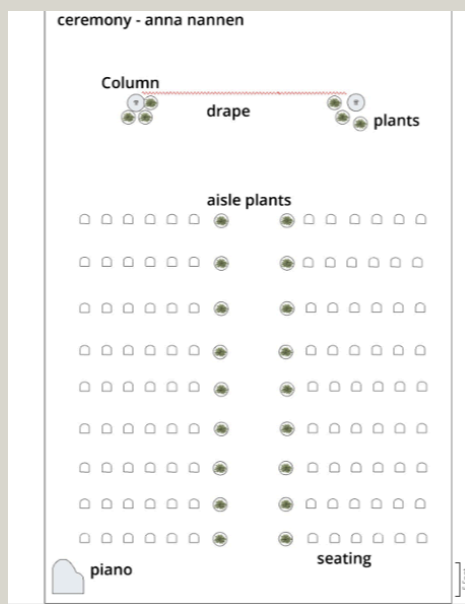 ceremony - anna nannen
Column
drape
plants
aisle plants
seating
piano